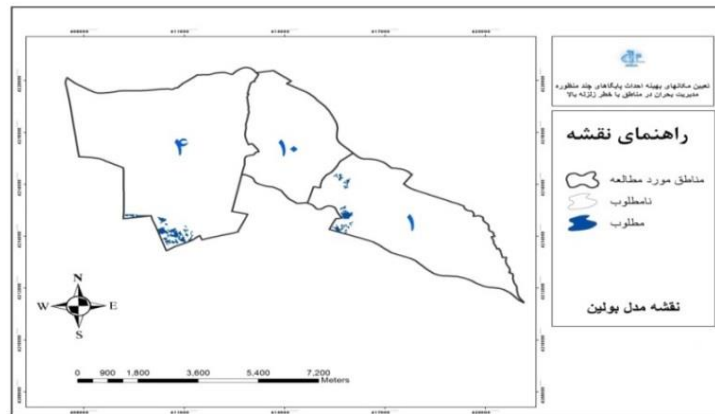 تعیین مکانهای بهینه احداث پایگاههای چند منظوره
مدیریت بحران در مناطق با خطر زلزله بالا
راهنمای نقشه
مناطق مورد مطالعه
نامطلوب
مطلوب
نقشه مدل بولین
۴
۱۰
۱
N
W E
S
0 900 1,800 3,600 5,400 7,200
Meters